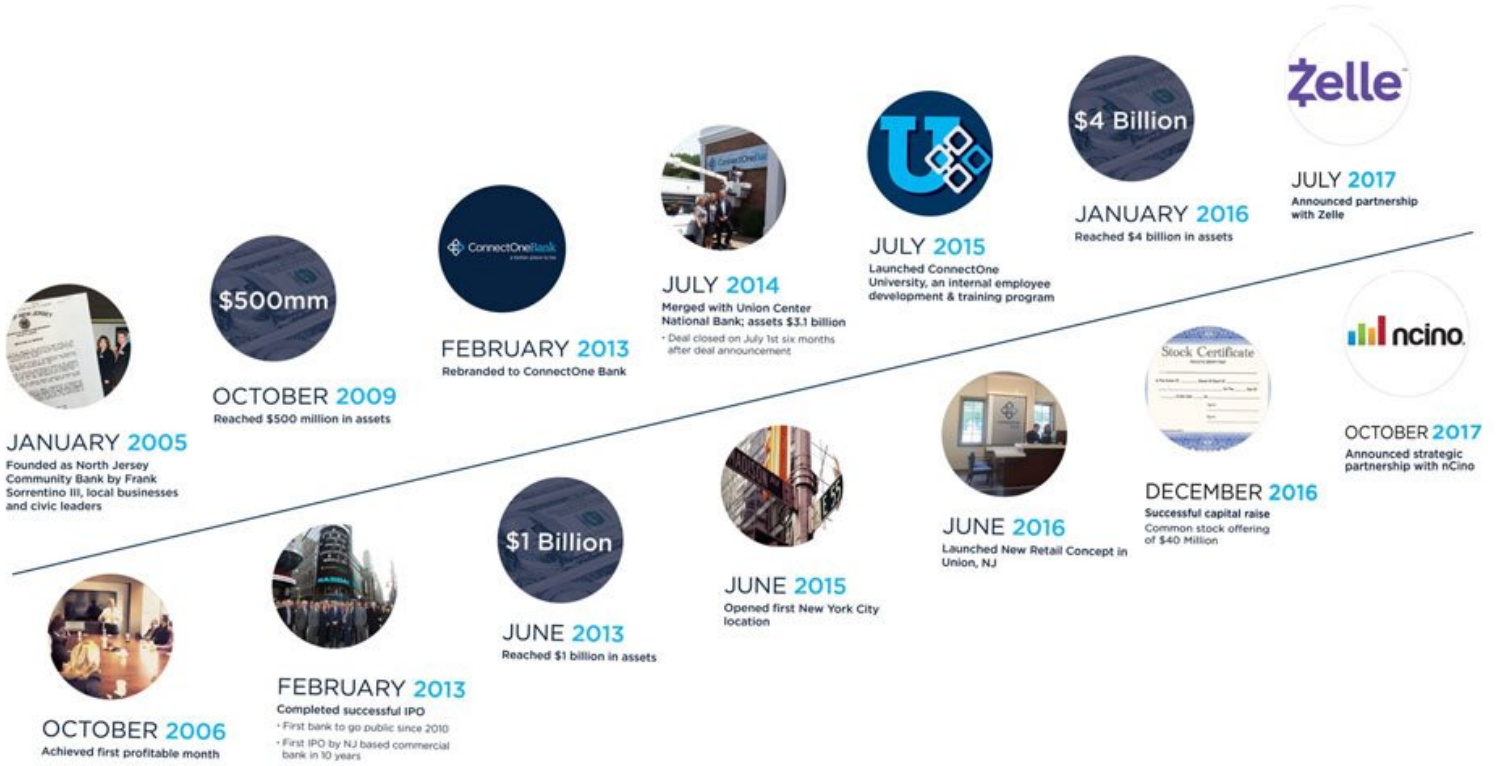 JANUARY 2005
Founded as North Jersey
Community Bank by Frank
Sorrentino III, local businesses
and civic leaders
OCTOBER 2006
Achieved first profitable month
$500mm
OCTOBER 2009
Reached $500 million in assets
NASDAQ
FEBRUARY 2013
Completed successful IPO
- First bank to go public since 2010
- First IPO by NJ based commercial
bank in 10 years
ConnectOneBank
a better place to be
FEBRUARY 2013
Rebranded to ConnectOne Bank
$1 Billion
JUNE 2013
Reached $1 billion in assets
ConnectOneBank
JULY 2014
Merged with Union Center
National Bank; assets $3.1 billion
- Deal closed on July 1st six months
after deal announcement
MADISON
E 55
JUNE 2015
Opened first New York City
location
U
JULY 2015
Launched ConnectOne
University, an internal employee
development & training program
$4 Billion
JANUARY 2016
Reached $4 billion in assets
JUNE 2016
Launched New Retail Concept in
Union, NJ
Stock Certificate
DECEMBER 2016
Successful capital raise
Common stock offering
of $40 Million
Zelle
JULY 2017
Announced partnership
with Zelle
ncino
OCTOBER 2017
Announced strategic
partnership with nCino